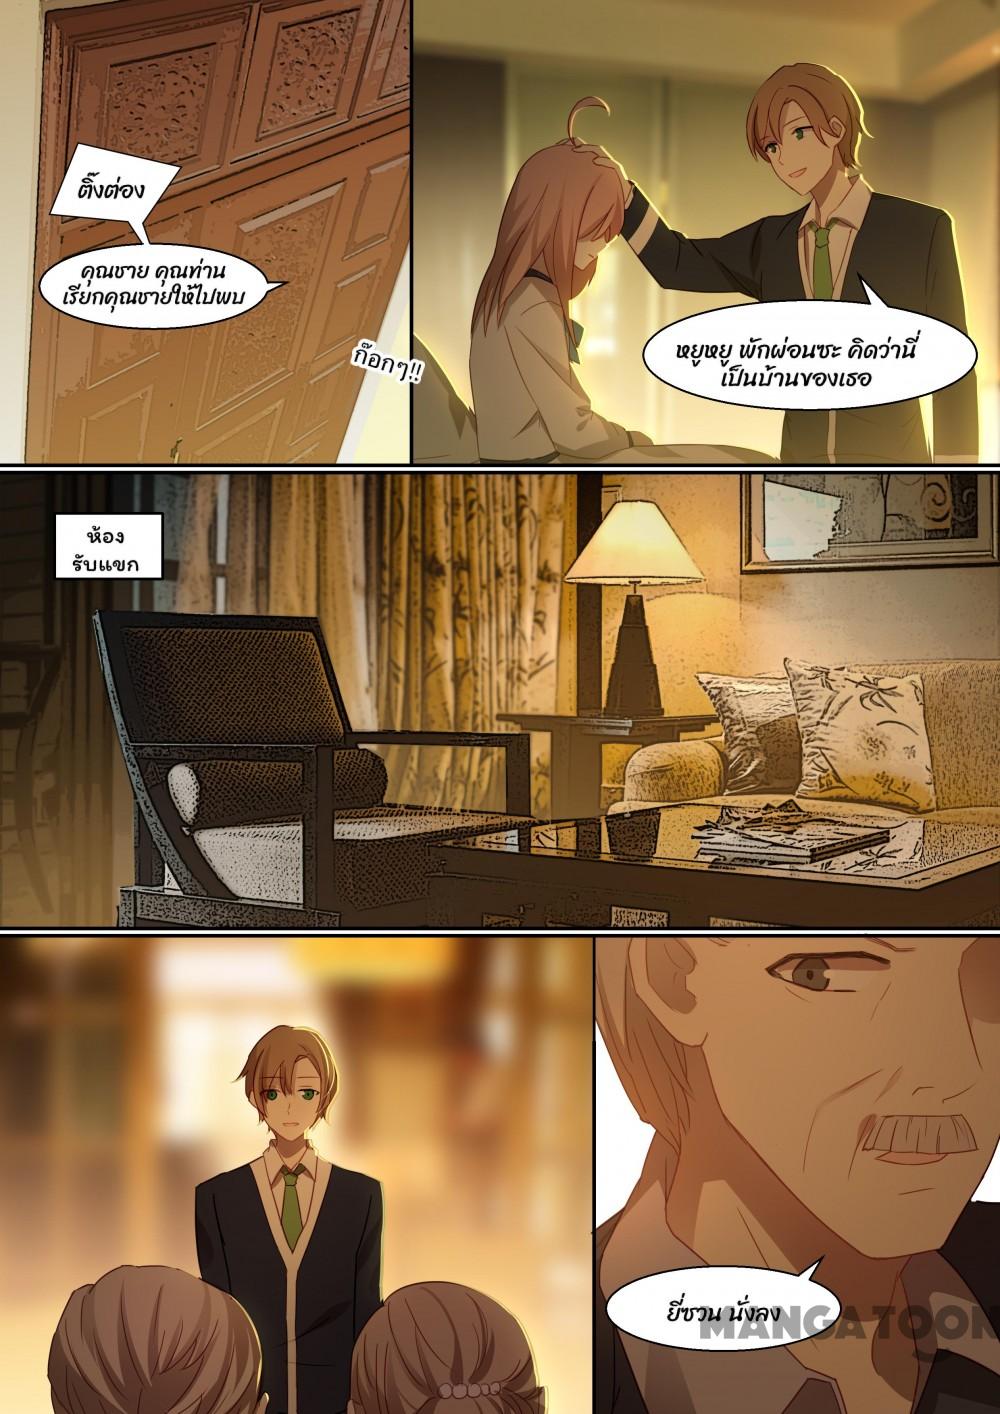 ติ๊งต่อง
คุณชาย คุณท่าน
เรียกคุณชายให้ไปพบ
ก๊อกๆ!!
หยูหยู พักผ่อนซะ คิดว่านี่
เป็นบ้านของเธอ
ห้อง
รับแขก
ยี่ซวน นั่งลง
MANGATOON